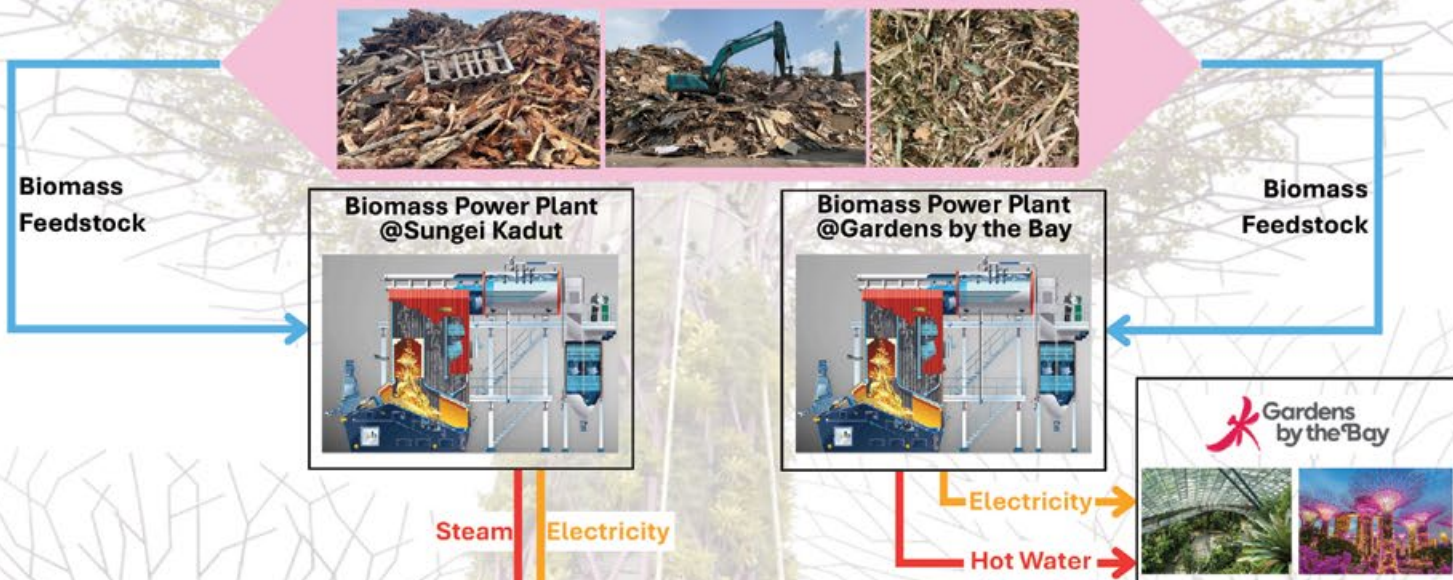 Biomass
Feedstock
Biomass Power Plant
@Sungei Kadut
Biomass Power Plant
@Gardens by the Bay
Biomass
Feedstock
Gardens
by the Bay
Steam
Electricity
Electricity
Hot Water